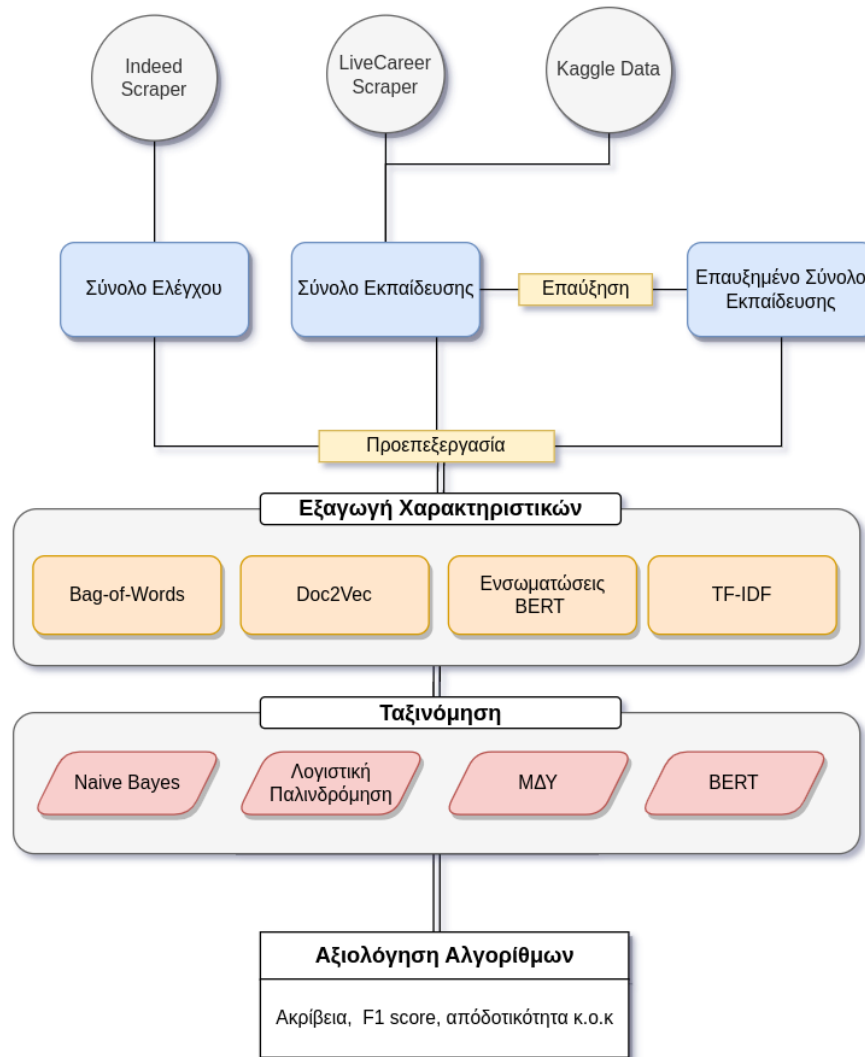 Indeed
Scraper
LiveCareer
Scraper
Kaggle Data
Σύνολο Ελέγχου
Σύνολο Εκπαίδευσης
Επαύξηση
Επαυξημένο Σύνολο
Εκπαίδευσης
Προεπεξεργασία
Εξαγωγή Χαρακτηριστικών
Bag-of-Words
Doc2Vec
Ενσωματώσεις
BERT
TF-IDF
Ταξινόμηση
Naive Bayes
Λογιστική
Παλινδρόμηση
ΜΔΥ
BERT
Αξιολόγηση Αλγορίθμων
Ακρίβεια, F1 score, απόδοτικότητα κ.ο.κ